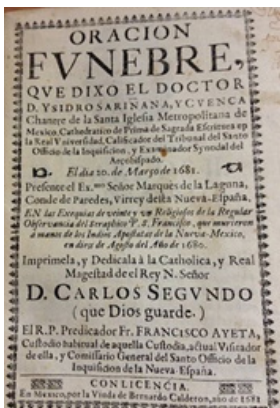 ORACION
FVNEBRE,
QVE DIXO EL DOCTOR
D. YSIDRO SARIÑANA, Y CVENCA
Chantre de la Santa Iglesia Metropolitana de
Mexico, Cathedratico de Prima de Sagrada Escritura en
la Real Vniversidad, Calificador del Tribunal del Santo
Officio de la Inquisicion, y Examinador Synodal del
Arçobispado.
El dia 20. de Março de 1681.
Presente el Ex.mo Señor Marquès de la Laguna,
Conde de Paredes, Virrey desta Nueva-España,
EN las Exequias de veinte y vn Religiosos de la Regular
Observancia del Seraphico P. S. Francisco, que murieron
à manos de los Indios Apostatas de la Nueva-Mexico,
en diez de Agosto del Año de 1680.
Imprimela, y Dedicala à la Catholica, y Real
Magestad de el Rey N. Señor
D. CARLOS SEGVNDO
(que Dios guarde.)
El R.P. Predicador Fr. FRANCISCO AYETA,
Custodio habitual de aquella Custodia, actual Visitador
de ella, y Comissario General del Santo Officio de la
Inquisicion de la Nueva España.
CON LICENCIA.
En Mexico, por la Viuda de Bernardo Calderon, año de 1681